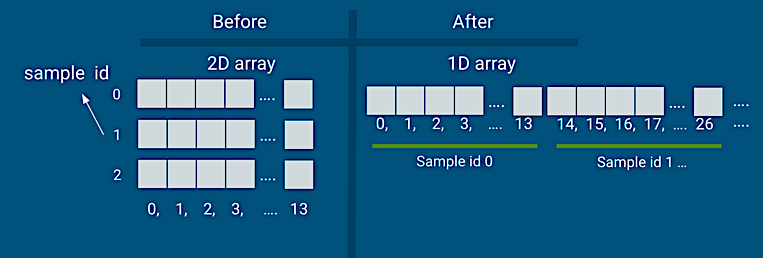 Before
After
2D array
1D array
sample id
0
....
1
....
2
....
0, 1, 2, 3, .... 13
.... .... ....
0, 1, 2, 3, .... 13 14, 15, 16, 17, .... 26 ....
Sample id 0
Sample id 1 ...